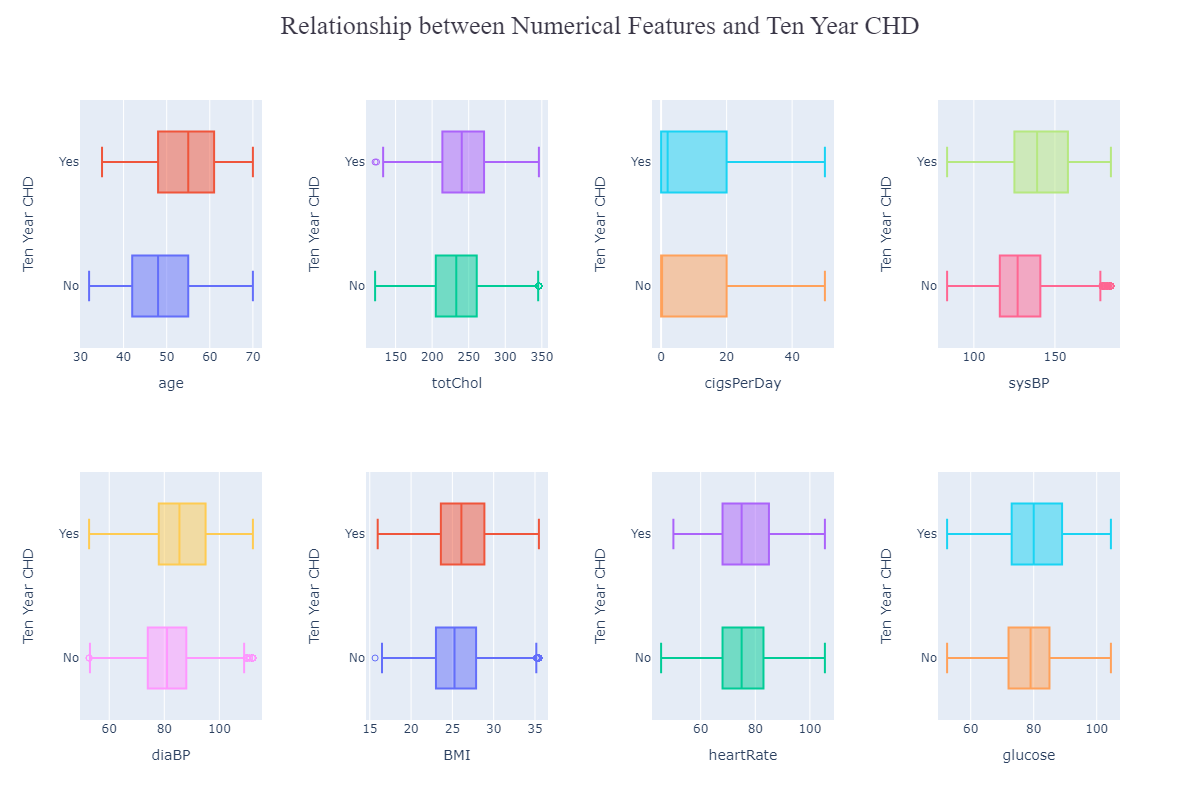 Relationship between Numerical Features and Ten Year CHD
Ten Year CHD
Yes
No
30 40 50 60 70
age
Ten Year CHD
Yes
No
150 200 250 300 350
totChol
Ten Year CHD
Yes
No
0 20 40
cigsPerDay
Ten Year CHD
Yes
No
100 150
sysBP
Ten Year CHD
Yes
No
60 80 100
diaBP
Ten Year CHD
Yes
No
15 20 25 30 35
BMI
Ten Year CHD
Yes
No
60 80 100
heartRate
Ten Year CHD
Yes
No
60 80 100
glucose